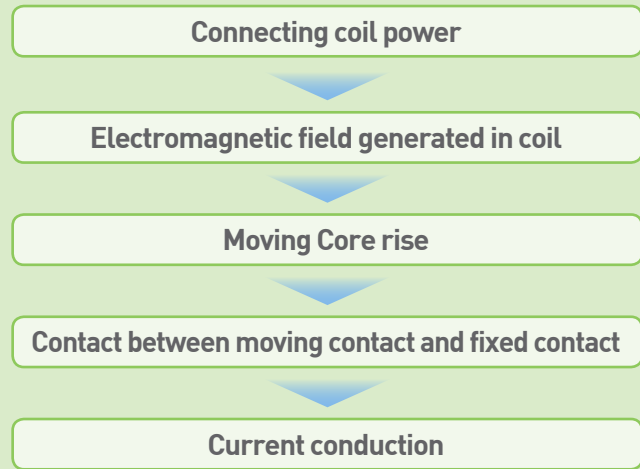 Connecting coil power
Electromagnetic field generated in coil
Moving Core rise
Contact between moving contact and fixed contact
Current conduction